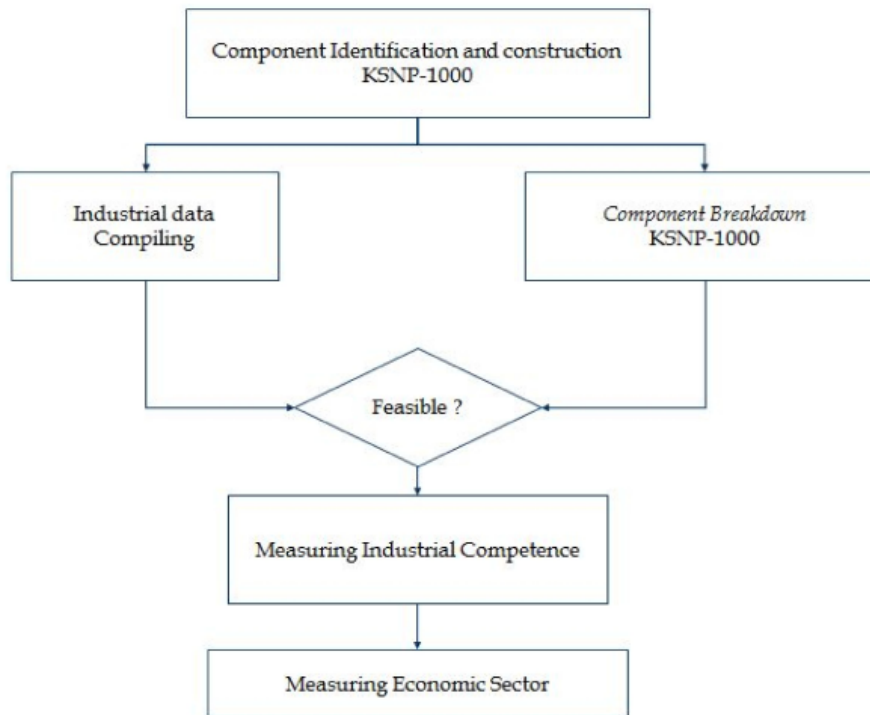 Component Identification and construction
KSNP-1000
Industrial data
Compiling
Component Breakdown
KSNP-1000
Feasible ?
Measuring Industrial Competence
Measuring Economic Sector